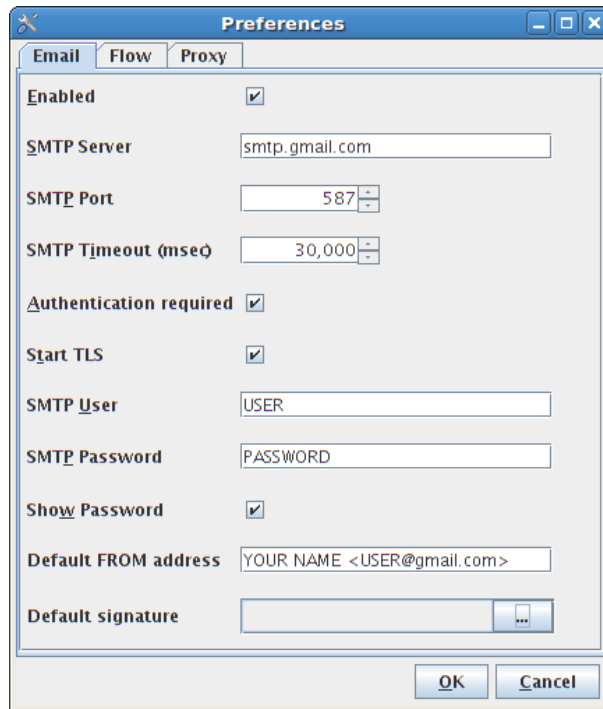 Preferences
Email Flow Proxy
Enabled
SMTP Server smtp.gmail.com
SMTP Port 587
SMTP Timeout (msec) 30,000
Authentication required
Start TLS
SMTP User USER
SMTP Password PASSWORD
Show Password
Default FROM address YOUR NAME <USER@gmail.com>
Default signature ...
OK Cancel